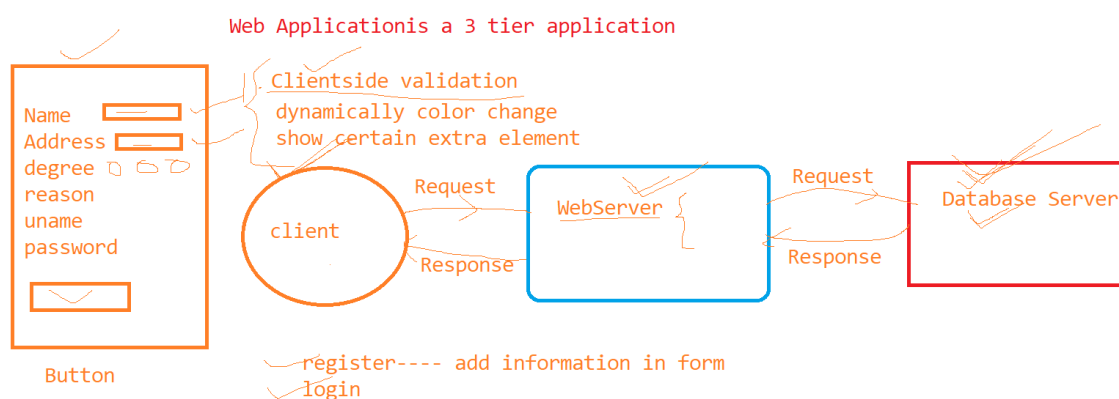 Web Applicationis a 3 tier application
Clientside validation
dynamically color change
show certain extra element
Name
Address
degree
reason
uname
password
Button
client
Request
Response
WebServer
Request
Response
Database Server
register---- add information in form
login